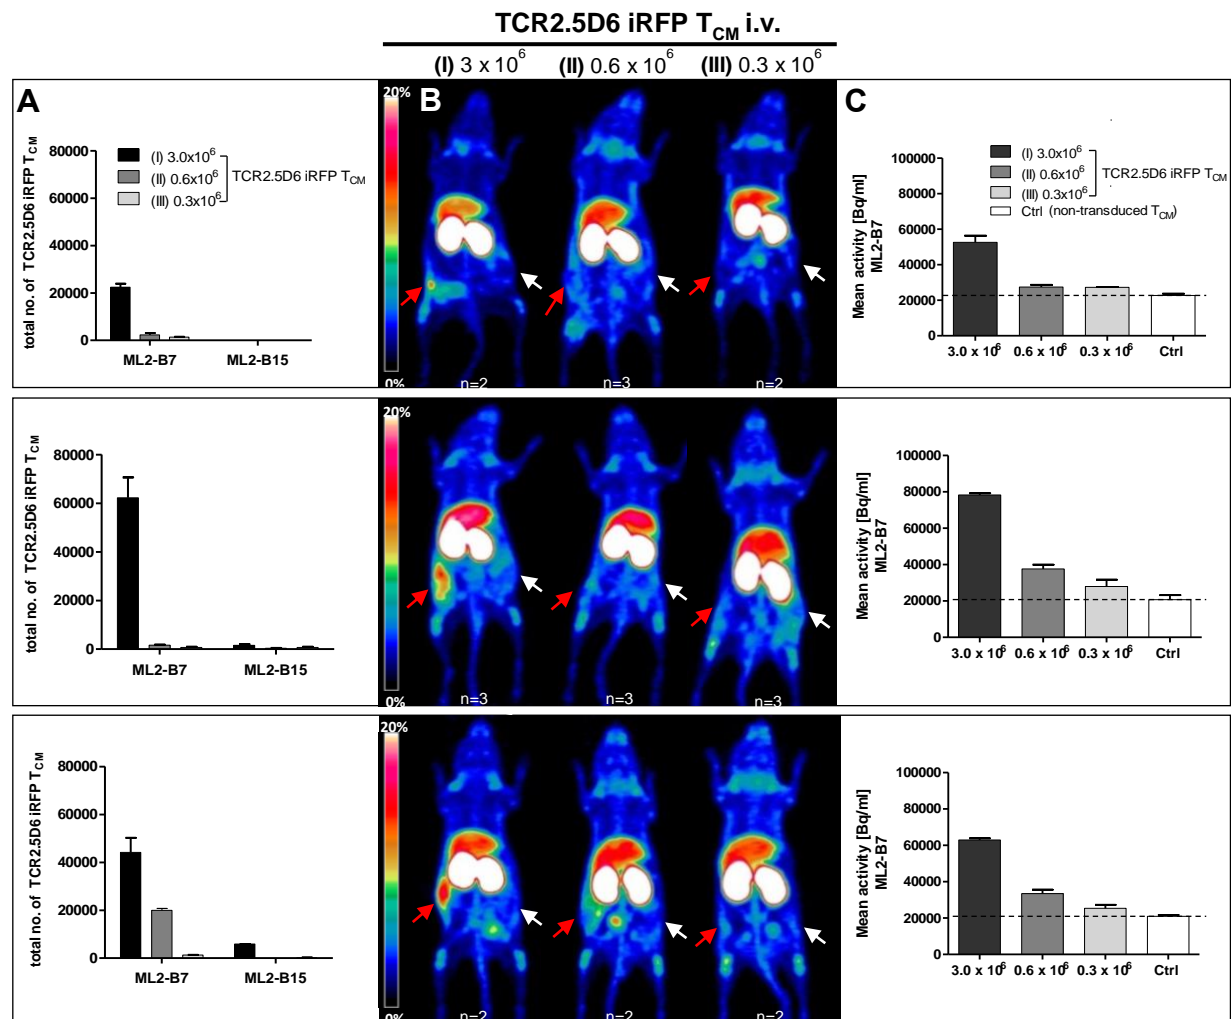 TCR2.5D6 iRFP TCM i.v.
(I) 3 x 10^6 (II) 0.6 x 10^6 (III) 0.3 x 10^6
A
total no. of TCR2.5D6 iRFP TCM
80000
60000
40000
20000
0
(I) 3.0x10^6
(II) 0.6x10^6
(III) 0.3x10^6
TCR2.5D6 iRFP TCM
ML2-B7 ML2-B15
B
20%
0%
n=2 n=3 n=2
C
Mean activity [Bq/ml]
ML2-B7
100000
80000
60000
40000
20000
0
(I) 3.0x10^6
(II) 0.6x10^6
(III) 0.3x10^6
TCR2.5D6 iRFP TCM
Ctrl (non-transduced TCM)
3.0 x 10^6 0.6 x 10^6 0.3 x 10^6 Ctrl
total no. of TCR2.5D6 iRFP TCM
80000
60000
40000
20000
0
ML2-B7 ML2-B15
20%
0%
n=3 n=3 n=3
Mean activity [Bq/ml]
ML2-B7
100000
80000
60000
40000
20000
0
3.0 x 10^6 0.6 x 10^6 0.3 x 10^6 Ctrl
total no. of TCR2.5D6 iRFP TCM
80000
60000
40000
20000
0
ML2-B7 ML2-B15
20%
0%
n=2 n=2 n=2
Mean activity [Bq/ml]
ML2-B7
100000
80000
60000
40000
20000
0
3.0 x 10^6 0.6 x 10^6 0.3 x 10^6 Ctrl